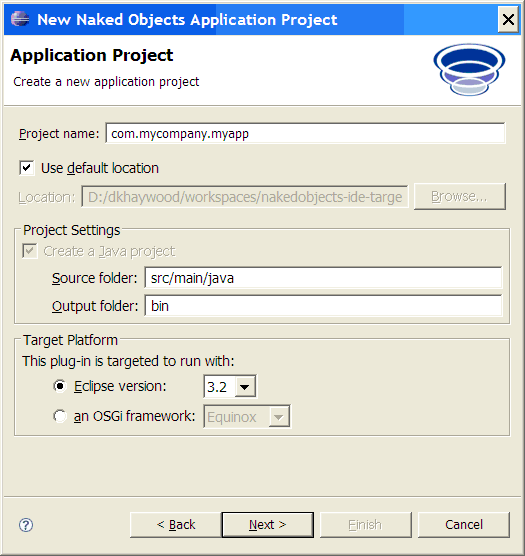 New Naked Objects Application Project
Application Project
Create a new application project
Project name: com.mycompany.myapp
Use default location
Location: D:/dkhaywood/workspaces/nakedobjects-ide-targe Browse...
Project Settings
Create a Java project
Source folder: src/main/java
Output folder: bin
Target Platform
This plug-in is targeted to run with:
Eclipse version: 3.2
an OSGi framework: Equinox
? < Back Next > Finish Cancel